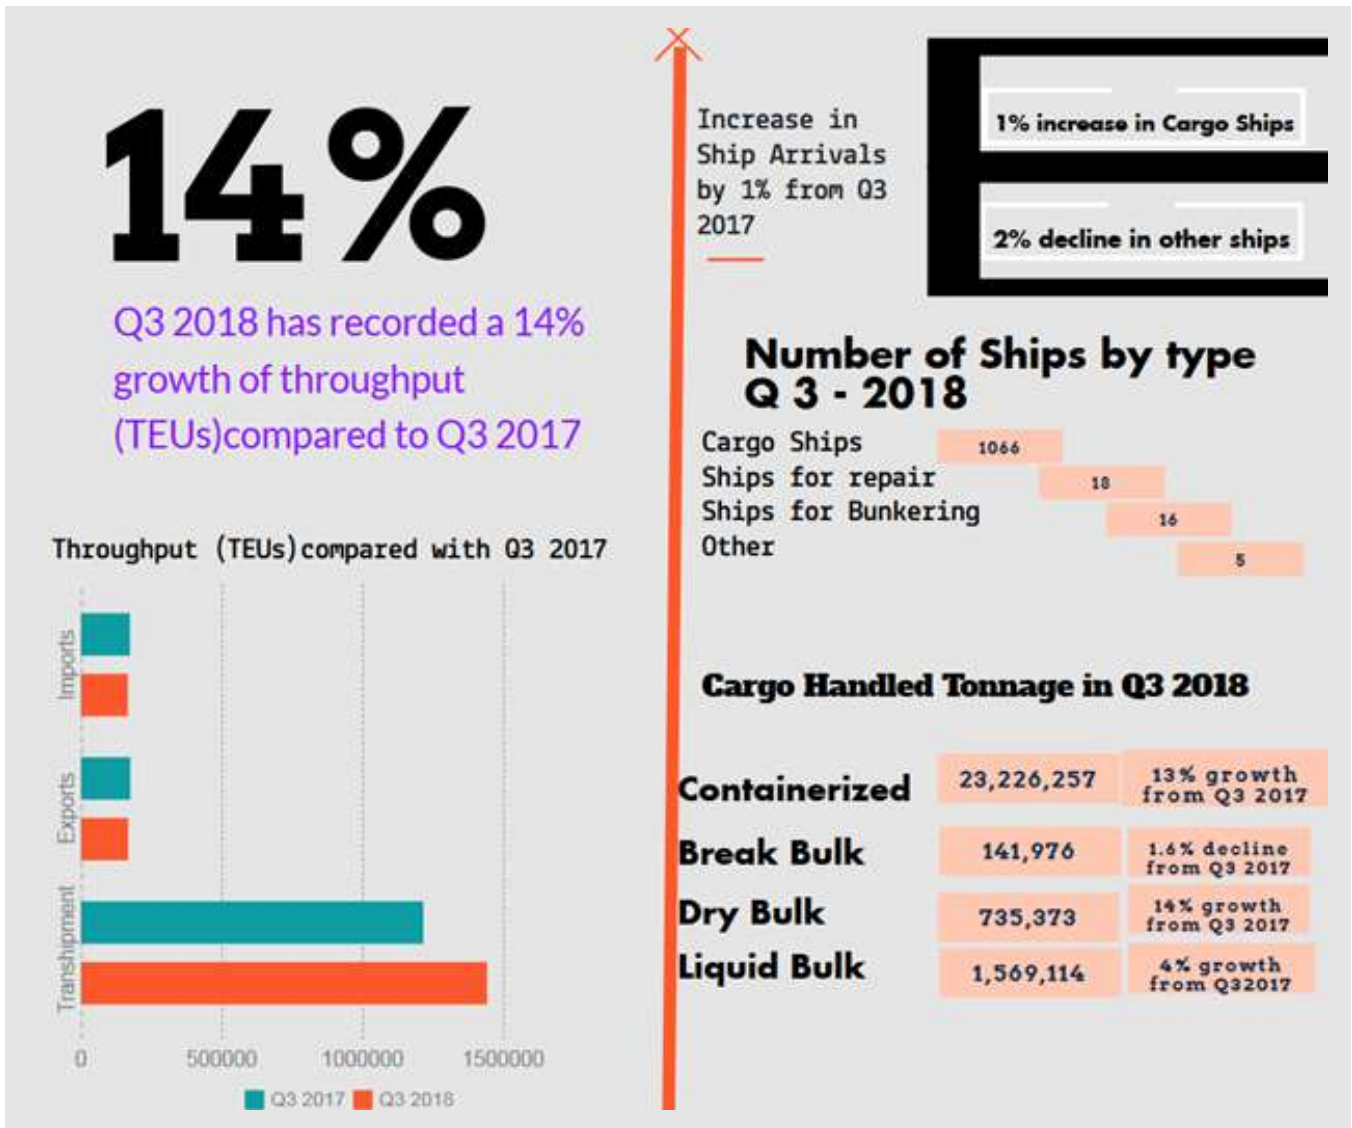 14%
Q3 2018 has recorded a 14%
growth of throughput
(TEUs)compared to Q3 2017
Throughput (TEUs)compared with Q3 2017
Imports
Exports
Transhipment
0 500000 1000000 1500000
Q3 2017 Q3 2018
Increase in
Ship Arrivals
by 1% from Q3
2017
1% increase in Cargo Ships
2% decline in other ships
Number of Ships by type
Q 3 - 2018
Cargo Ships 1066
Ships for repair 18
Ships for Bunkering 16
Other 5
Cargo Handled Tonnage in Q3 2018
Containerized 23,226,257 13% growth
from Q3 2017
Break Bulk 141,976 1.6% decline
from Q3 2017
Dry Bulk 735,373 14% growth
from Q3 2017
Liquid Bulk 1,569,114 4% growth
from Q32017